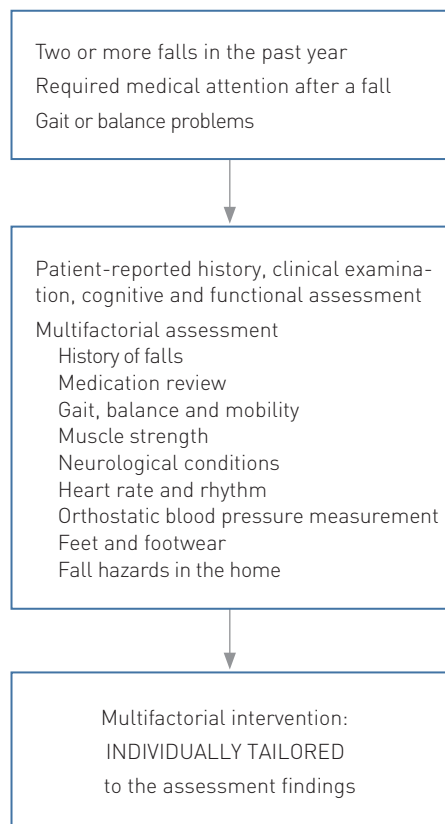 Two or more falls in the past year
Required medical attention after a fall
Gait or balance problems
Patient-reported history, clinical examina-
tion, cognitive and functional assessment
Multifactorial assessment
History of falls
Medication review
Gait, balance and mobility
Muscle strength
Neurological conditions
Heart rate and rhythm
Orthostatic blood pressure measurement
Feet and footwear
Fall hazards in the home
Multifactorial intervention:
INDIVIDUALLY TAILORED
to the assessment findings